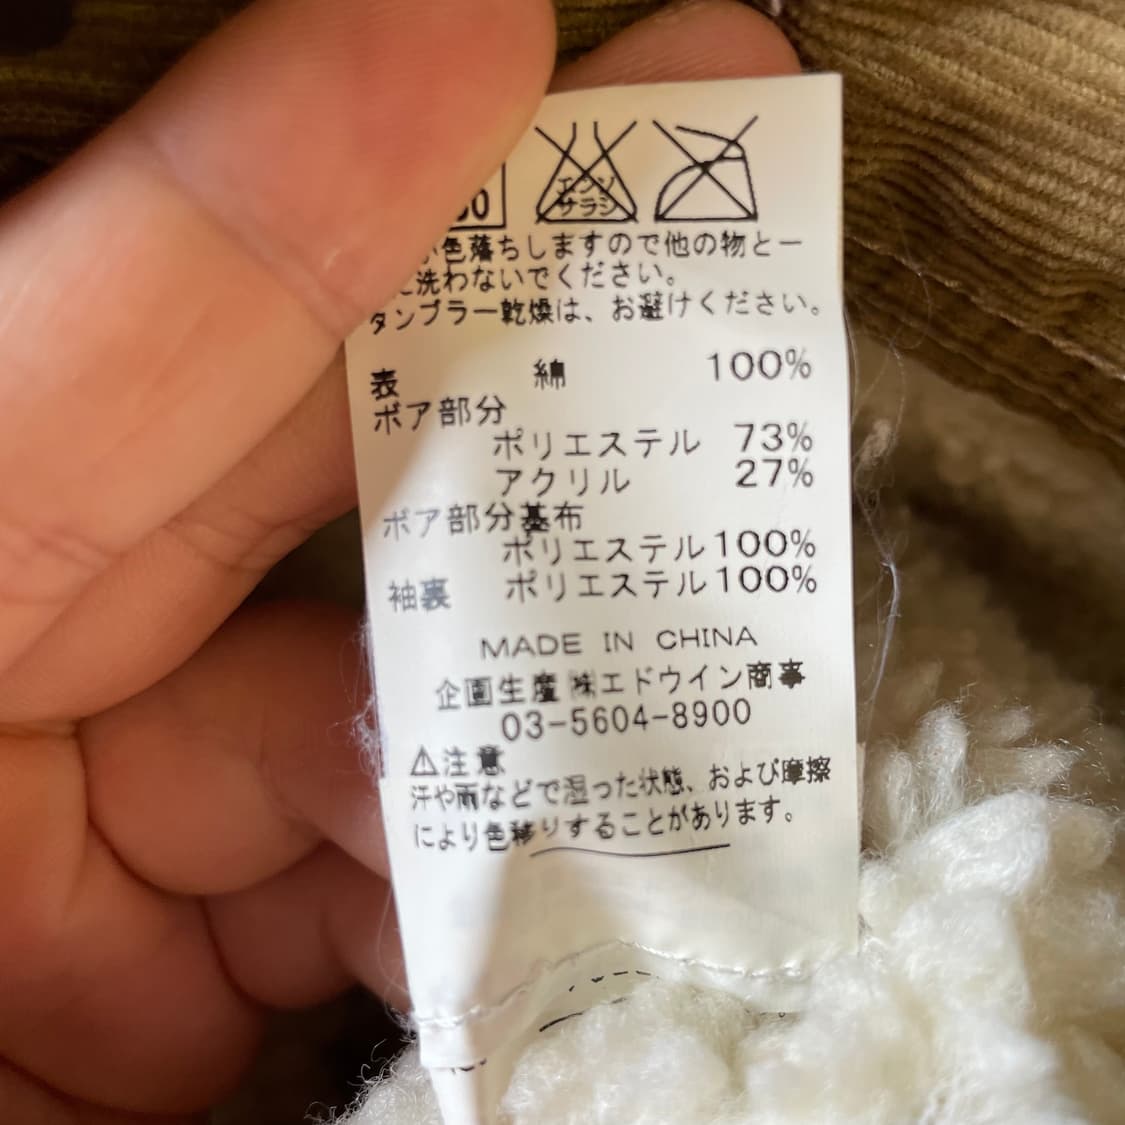 エンソ
サラシ
色落ちしますので他の物と一
洗わないでください。
タンブラー乾燥は、お避けください。
表 綿 100%
ボア部分
ポリエステル 73%
アクリル 27%
ボア部分基布
ポリエステル100%
袖裏 ポリエステル100%
MADE IN CHINA
企画生産 ㈱エドウイン商事
03-5604-8900
⚠注意
汗や雨などで湿った状態、および摩擦
により色移りすることがあります。